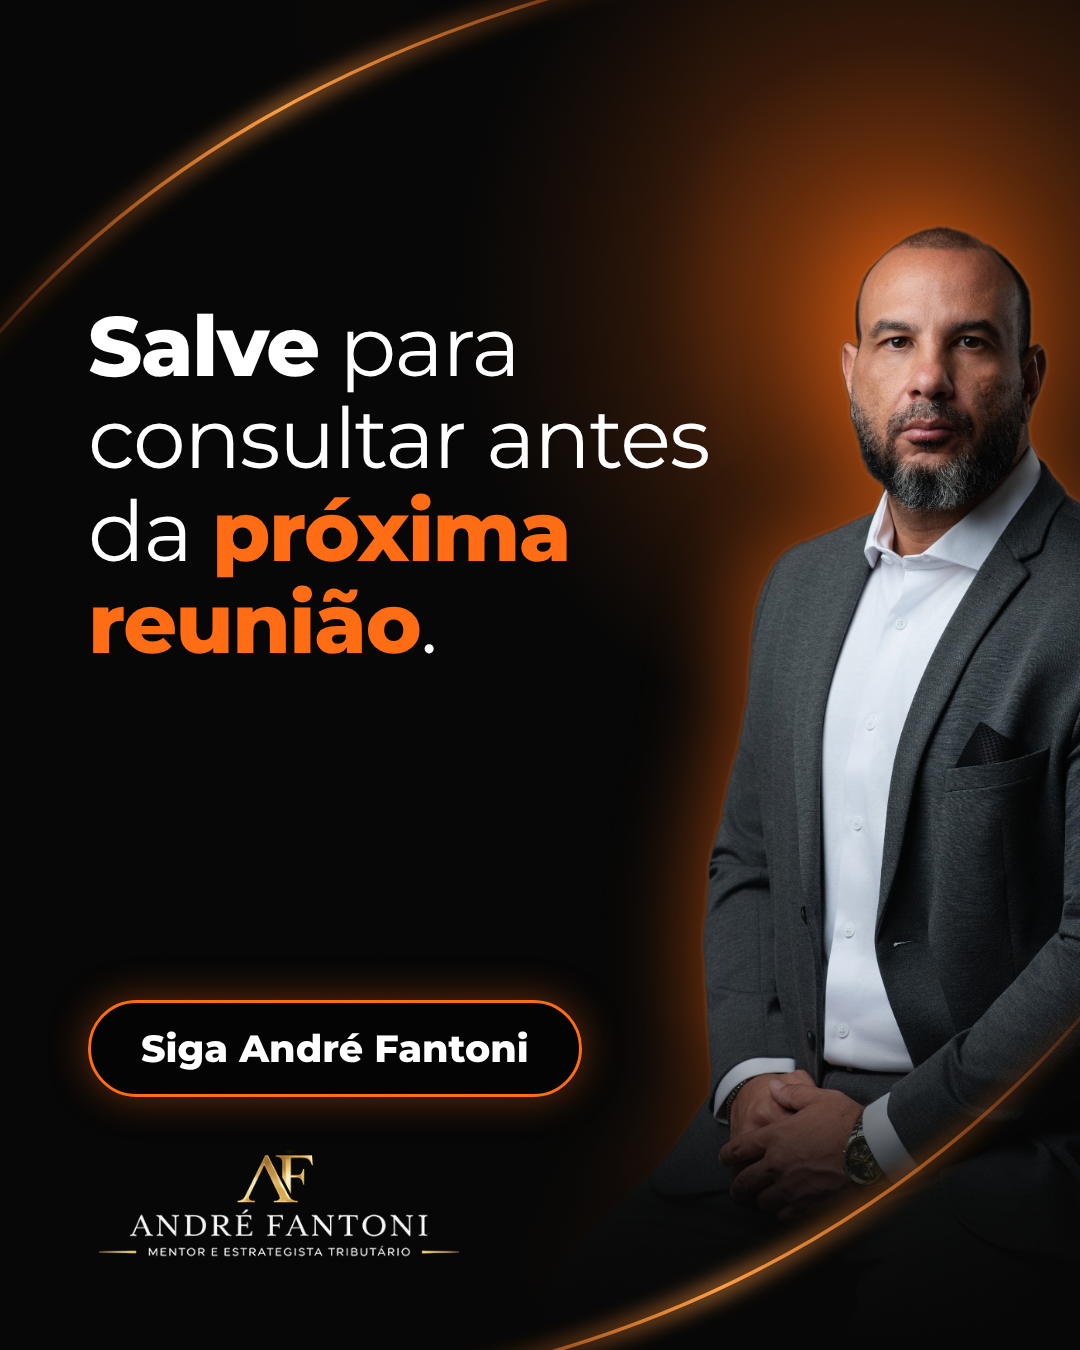 Salve para
consultar antes
da próxima
reunião.
Siga André Fantoni
AF
ANDRÉ FANTONI
MENTOR E ESTRATEGISTA TRIBUTÁRIO